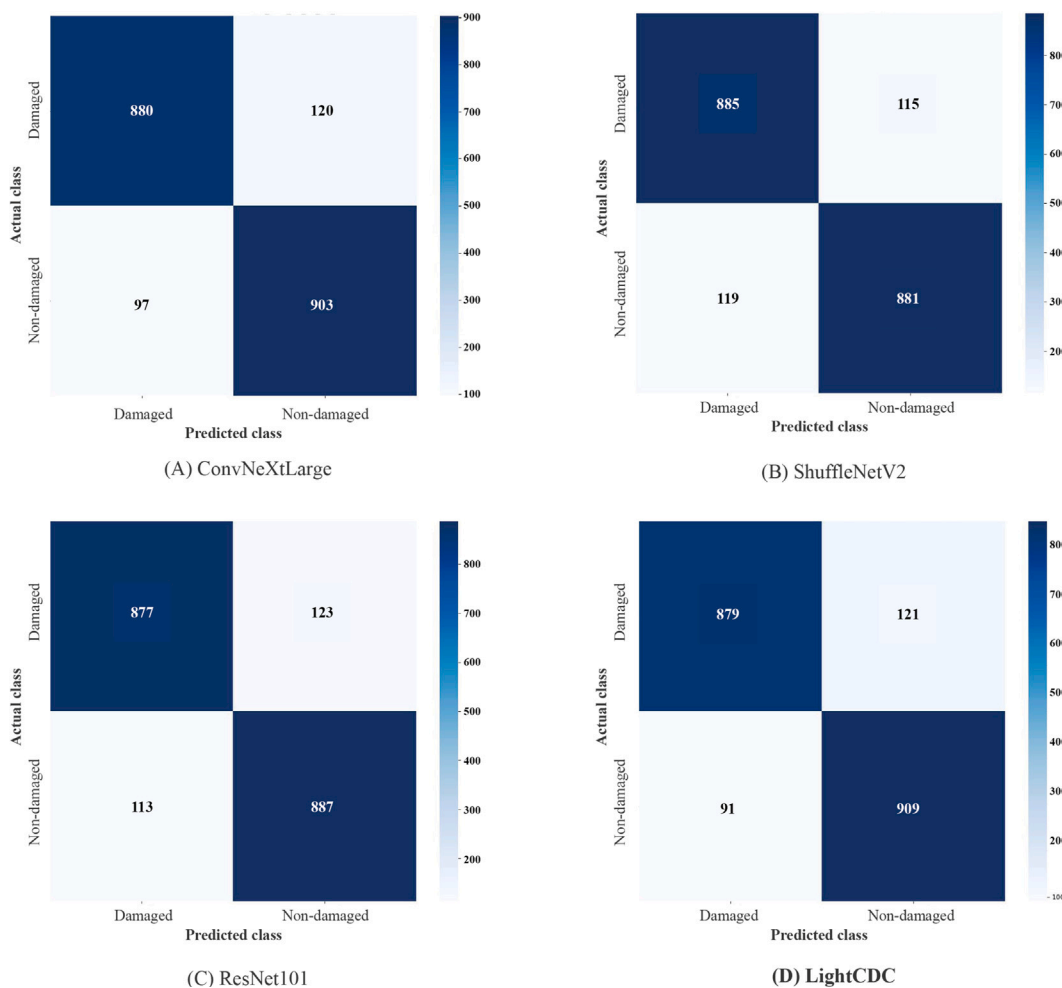 900
800
700
600
500
400
300
200
100
Damaged
Non-damaged
Actual class
880
120
97
903
Damaged
Non-damaged
Predicted class
(A) ConvNeXtLarge
800
700
600
500
400
300
200
Damaged
Non-damaged
Actual class
885
115
119
881
Damaged
Non-damaged
Predicted class
(B) ShuffleNetV2
800
700
600
500
400
300
200
Damaged
Non-damaged
Actual class
877
123
113
887
Damaged
Non-damaged
Predicted class
(C) ResNet101
800
700
600
500
400
300
200
100
Damaged
Non-damaged
Actual class
879
121
91
909
Damaged
Non-damaged
Predicted class
(D) LightCDC